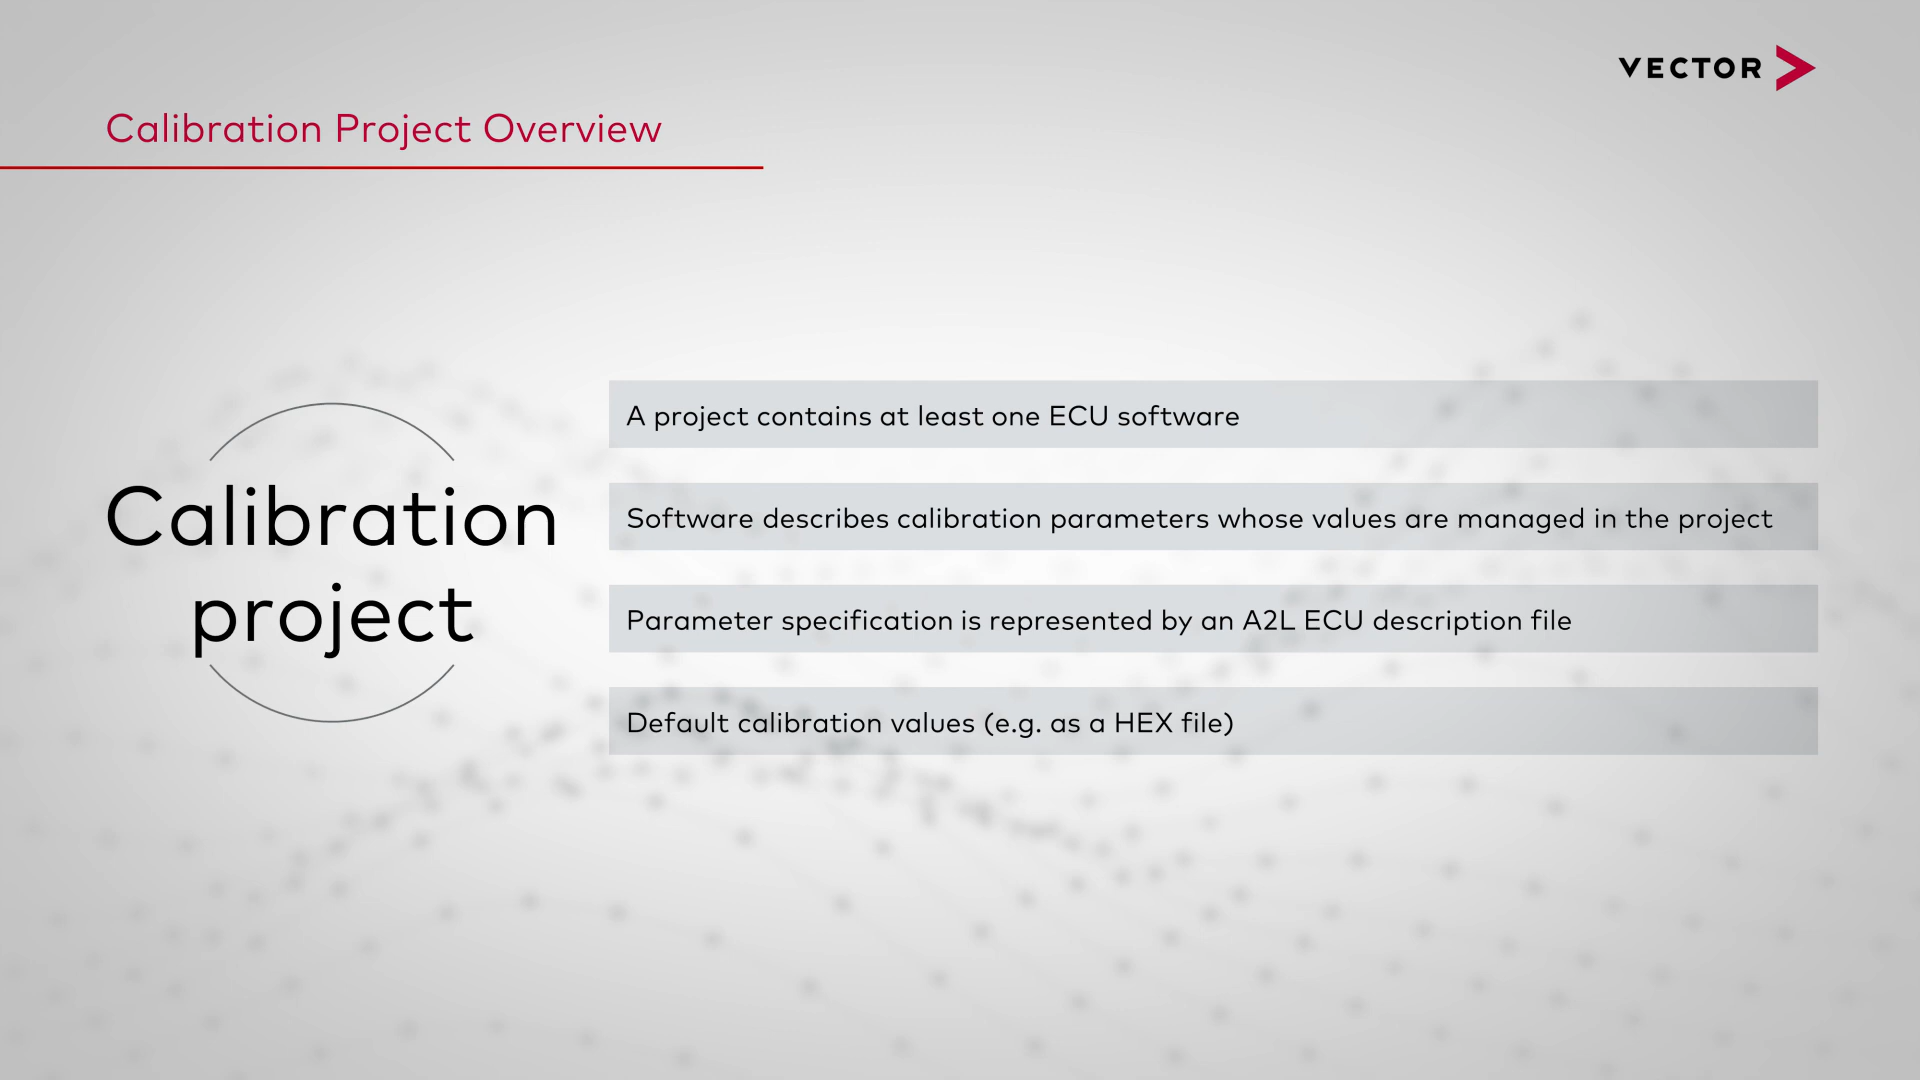 VECTOR
Calibration Project Overview
Calibration
project
A project contains at least one ECU software
Software describes calibration parameters whose values are managed in the project
Parameter specification is represented by an A2L ECU description file
Default calibration values (e.g. as a HEX file)